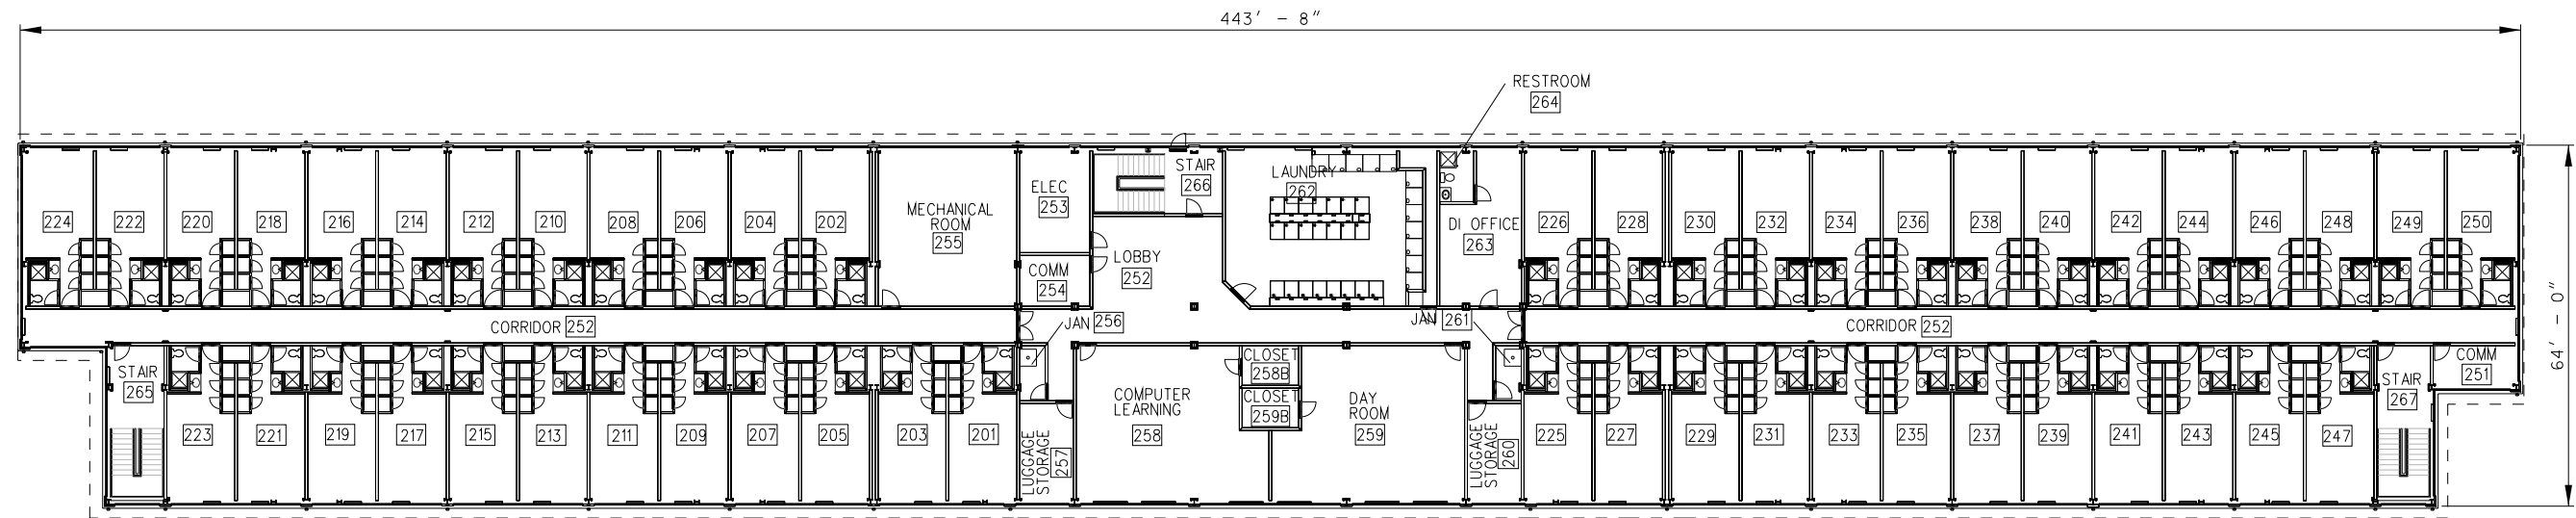 443' - 8"
RESTROOM
264
STAIR
266
LAUNDRY
262
ELEC
253
MECHANICAL
ROOM
255
DI OFFICE
263
224 222 220 218 216 214 212 210 208 206 204 202
226 228 230 232 234 236 238 240 242 244 246 248 249 250
LOBBY
252
COMM
254
CORRIDOR 252
JAN 256
JAN 261
CORRIDOR 252
64' - 0"
STAIR
265
CLOSET
258B
CLOSET
259B
COMPUTER
LEARNING
258
DAY
ROOM
259
COMM
251
STAIR
267
223 221 219 217 215 213 211 209 207 205 203 201
LUGGAGE
STORAGE
257
LUGGAGE
STORAGE
260
225 227 229 231 233 235 237 239 241 243 245 247